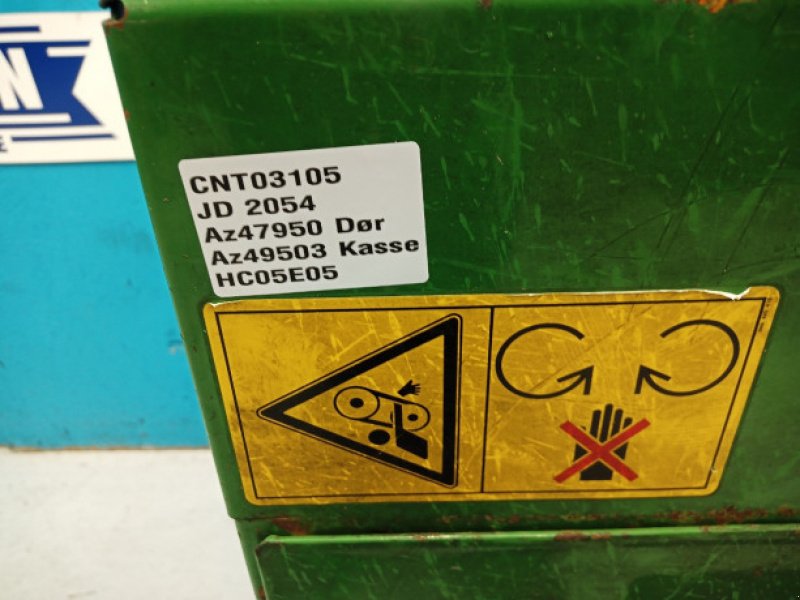 N
CNT03105
JD 2054
Az47950 Dør
Az49503 Kasse
HC05E05